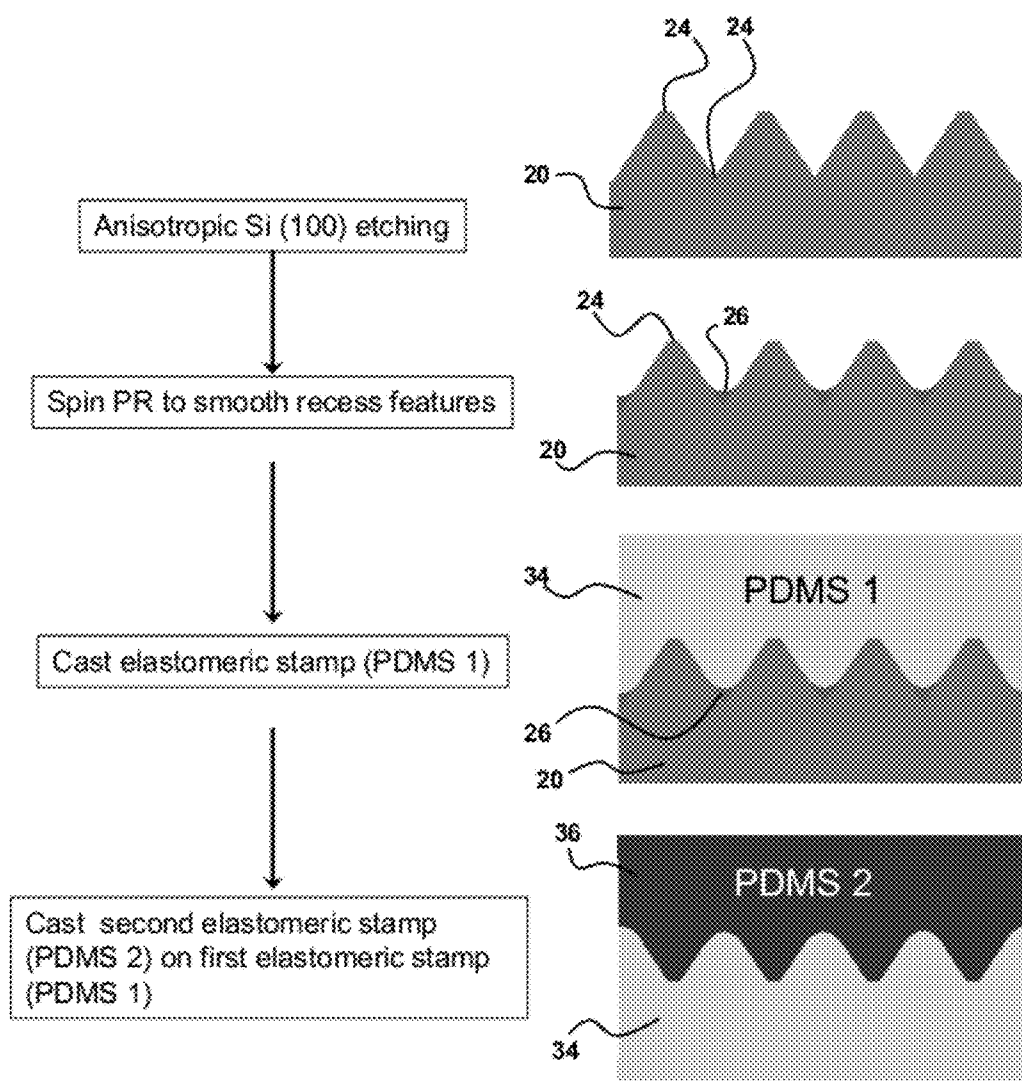 24
24
20
Anisotropic Si (100) etching
24
26
Spin PR to smooth recess features
20
34
PDMS 1
Cast elastomeric stamp (PDMS 1)
26
20
36
PDMS 2
Cast second elastomeric stamp
(PDMS 2) on first elastomeric stamp
(PDMS 1)
34